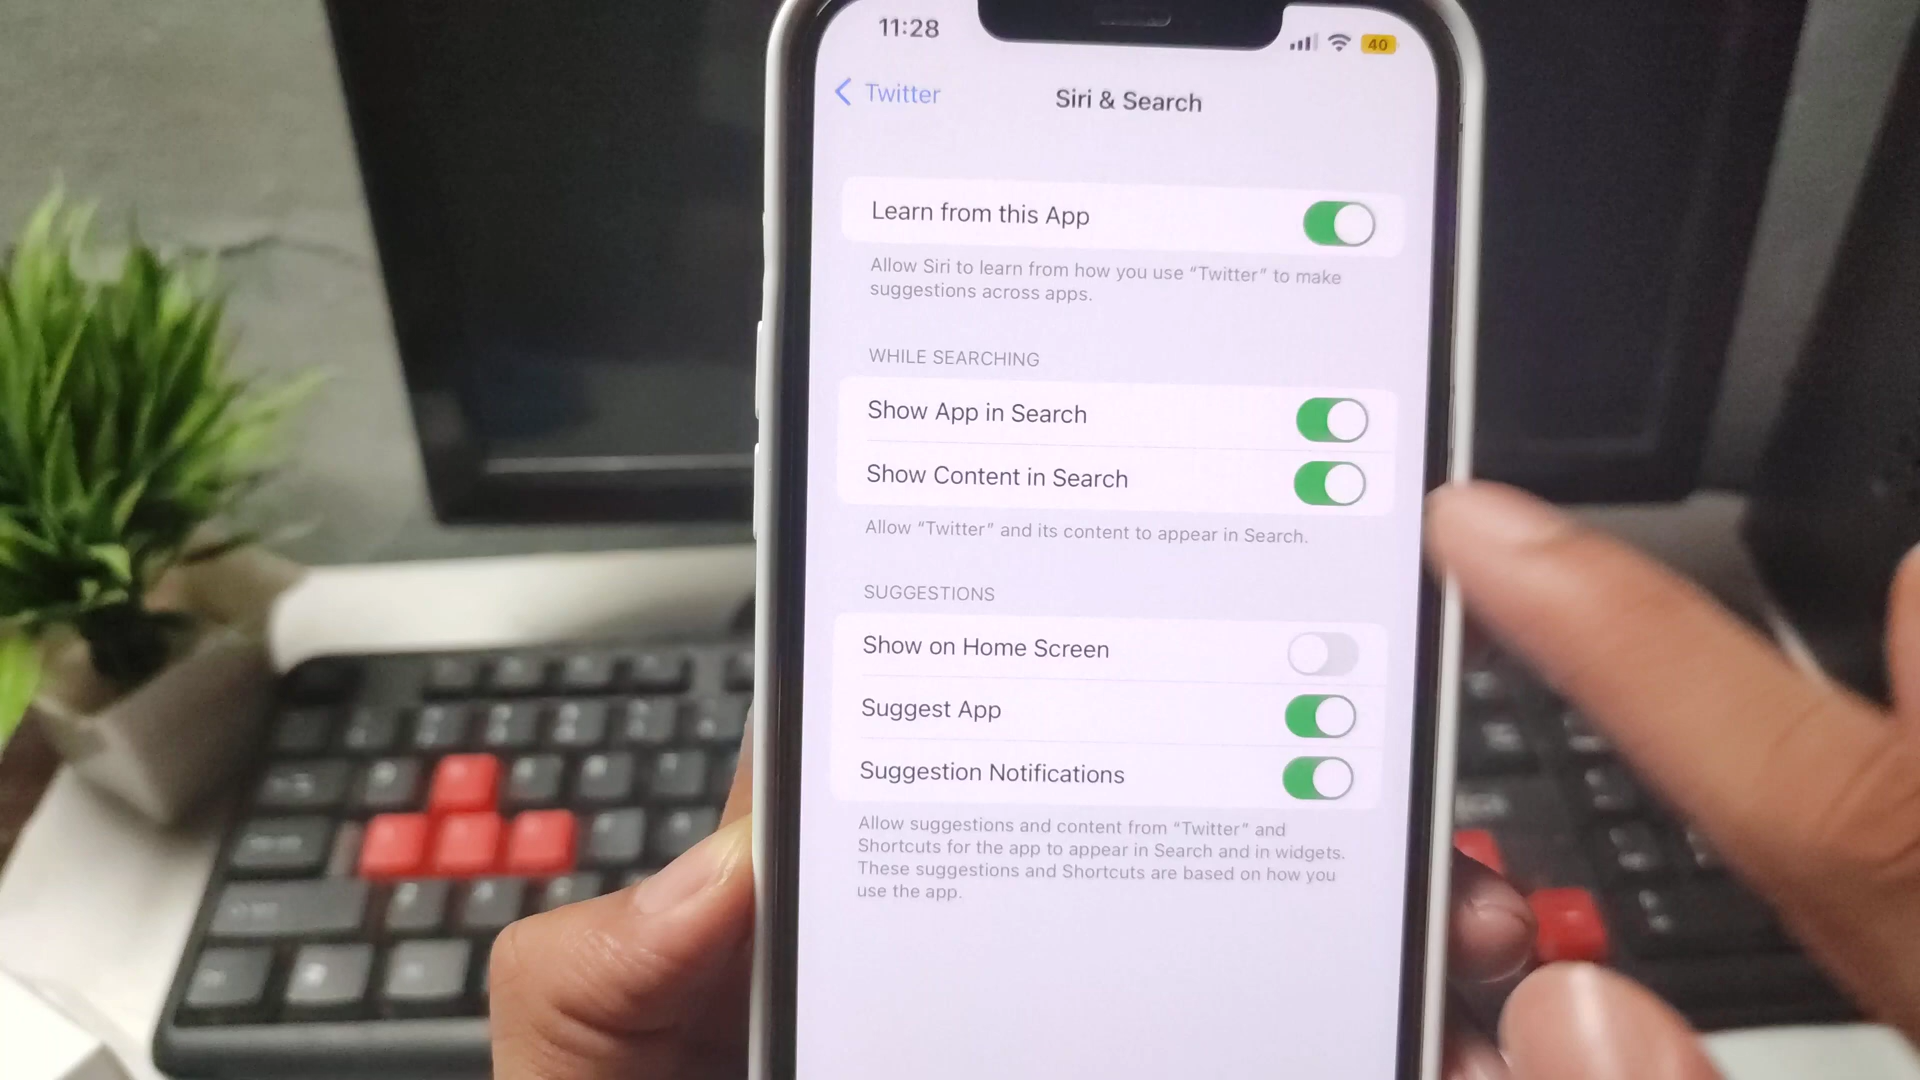 11:28
40
Twitter
Siri & Search
Learn from this App
Allow Siri to learn from how you use “Twitter” to make
suggestions across apps.
WHILE SEARCHING
Show App in Search
Show Content in Search
Allow “Twitter” and its content to appear in Search.
SUGGESTIONS
Show on Home Screen
Suggest App
Suggestion Notifications
Allow suggestions and content from “Twitter” and
Shortcuts for the app to appear in Search and in widgets.
These suggestions and Shortcuts are based on how you
use the app.